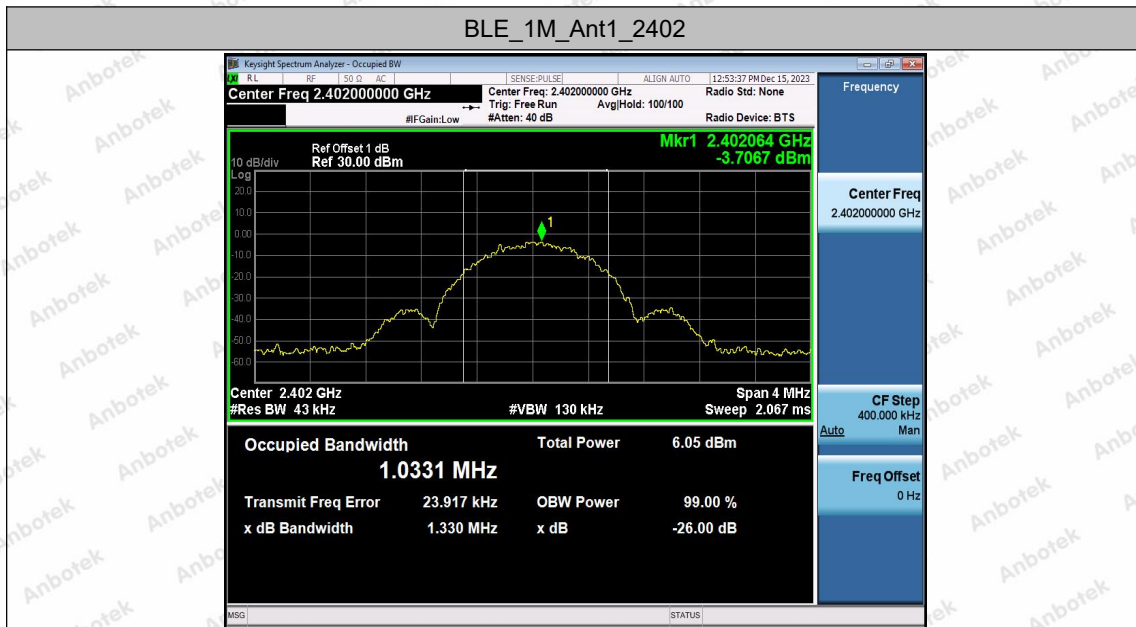 BLE_1M_Ant1_2402
Keysight Spectrum Analyzer - Occupied BW
LXI RL RF 50 Ω AC SENSE:PULSE ALIGN AUTO 12:53:37 PM Dec 15, 2023
Center Freq 2.402000000 GHz
Center Freq: 2.402000000 GHz Radio Std: None
Trig: Free Run Avg|Hold: 100/100
#IFGain:Low #Atten: 40 dB Radio Device: BTS
Ref Offset 1 dB Mkr1 2.402064 GHz
10 dB/div Ref 30.00 dBm -3.7067 dBm
Log
20.0
10.0
0.00
-10.0
-20.0
-30.0
-40.0
-50.0
-60.0
1
Center 2.402 GHz Span 4 MHz
#Res BW 43 kHz #VBW 130 kHz Sweep 2.067 ms
Occupied Bandwidth Total Power 6.05 dBm
1.0331 MHz
Transmit Freq Error 23.917 kHz OBW Power 99.00 %
x dB Bandwidth 1.330 MHz x dB -26.00 dB
MSG STATUS
Frequency
Center Freq
2.402000000 GHz
CF Step
400.000 kHz
Auto Man
Freq Offset
0 Hz
Anbotek